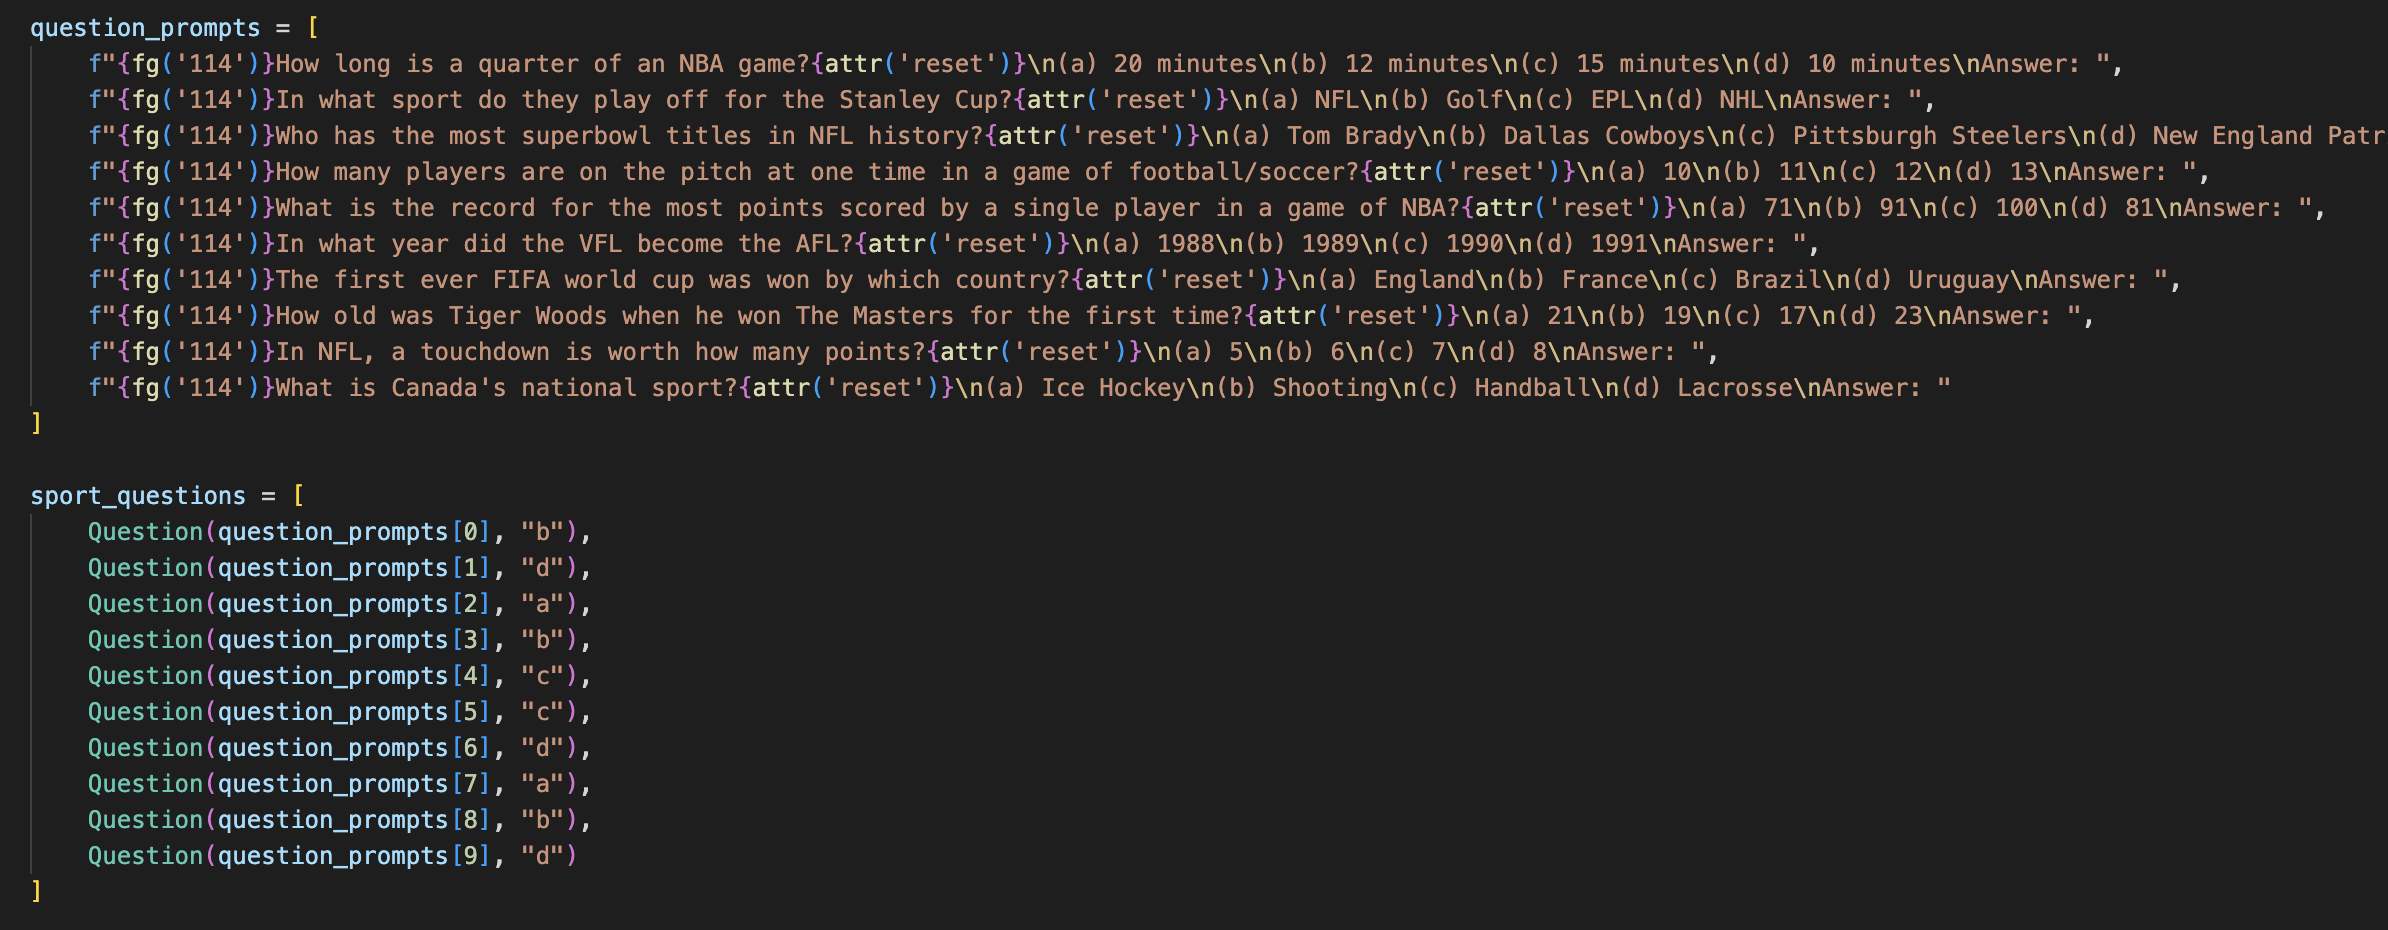 question_prompts = [
    f"{fg('114')}How long is a quarter of an NBA game?{attr('reset')}\n(a) 20 minutes\n(b) 12 minutes\n(c) 15 minutes\n(d) 10 minutes\nAnswer: ",
    f"{fg('114')}In what sport do they play off for the Stanley Cup?{attr('reset')}\n(a) NFL\n(b) Golf\n(c) EPL\n(d) NHL\nAnswer: ",
    f"{fg('114')}Who has the most superbowl titles in NFL history?{attr('reset')}\n(a) Tom Brady\n(b) Dallas Cowboys\n(c) Pittsburgh Steelers\n(d) New England Patr
    f"{fg('114')}How many players are on the pitch at one time in a game of football/soccer?{attr('reset')}\n(a) 10\n(b) 11\n(c) 12\n(d) 13\nAnswer: ",
    f"{fg('114')}What is the record for the most points scored by a single player in a game of NBA?{attr('reset')}\n(a) 71\n(b) 91\n(c) 100\n(d) 81\nAnswer: ",
    f"{fg('114')}In what year did the VFL become the AFL?{attr('reset')}\n(a) 1988\n(b) 1989\n(c) 1990\n(d) 1991\nAnswer: ",
    f"{fg('114')}The first ever FIFA world cup was won by which country?{attr('reset')}\n(a) England\n(b) France\n(c) Brazil\n(d) Uruguay\nAnswer: ",
    f"{fg('114')}How old was Tiger Woods when he won The Masters for the first time?{attr('reset')}\n(a) 21\n(b) 19\n(c) 17\n(d) 23\nAnswer: ",
    f"{fg('114')}In NFL, a touchdown is worth how many points?{attr('reset')}\n(a) 5\n(b) 6\n(c) 7\n(d) 8\nAnswer: ",
    f"{fg('114')}What is Canada's national sport?{attr('reset')}\n(a) Ice Hockey\n(b) Shooting\n(c) Handball\n(d) Lacrosse\nAnswer: "
]

sport_questions = [
    Question(question_prompts[0], "b"),
    Question(question_prompts[1], "d"),
    Question(question_prompts[2], "a"),
    Question(question_prompts[3], "b"),
    Question(question_prompts[4], "c"),
    Question(question_prompts[5], "c"),
    Question(question_prompts[6], "d"),
    Question(question_prompts[7], "a"),
    Question(question_prompts[8], "b"),
    Question(question_prompts[9], "d")
]